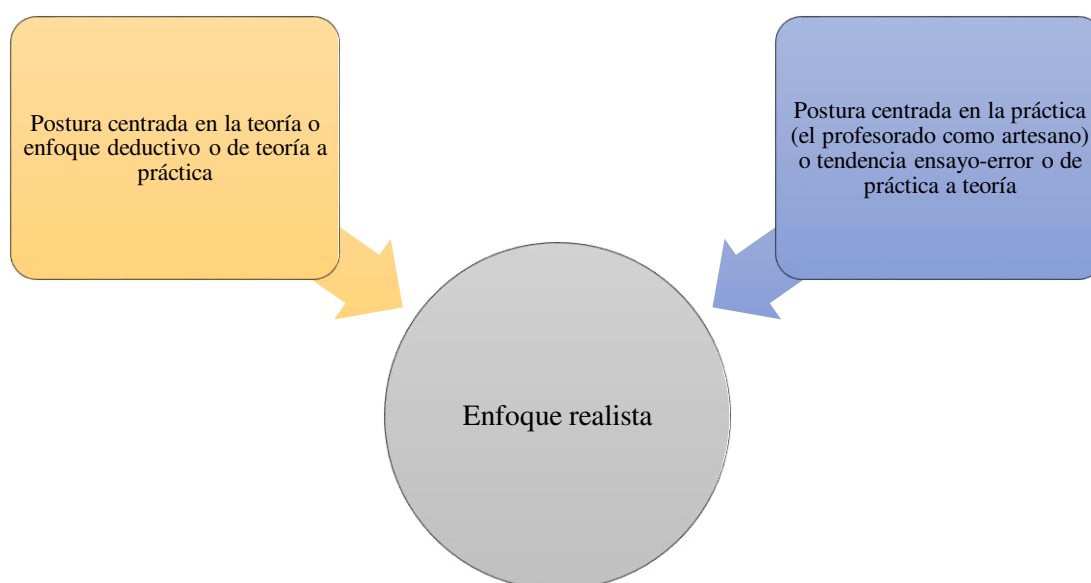 Postura centrada en la teoría o
enfoque deductivo o de teoría a
práctica
Postura centrada en la práctica
(el profesorado como artesano)
o tendencia ensayo-error o de
práctica a teoría
Enfoque realista